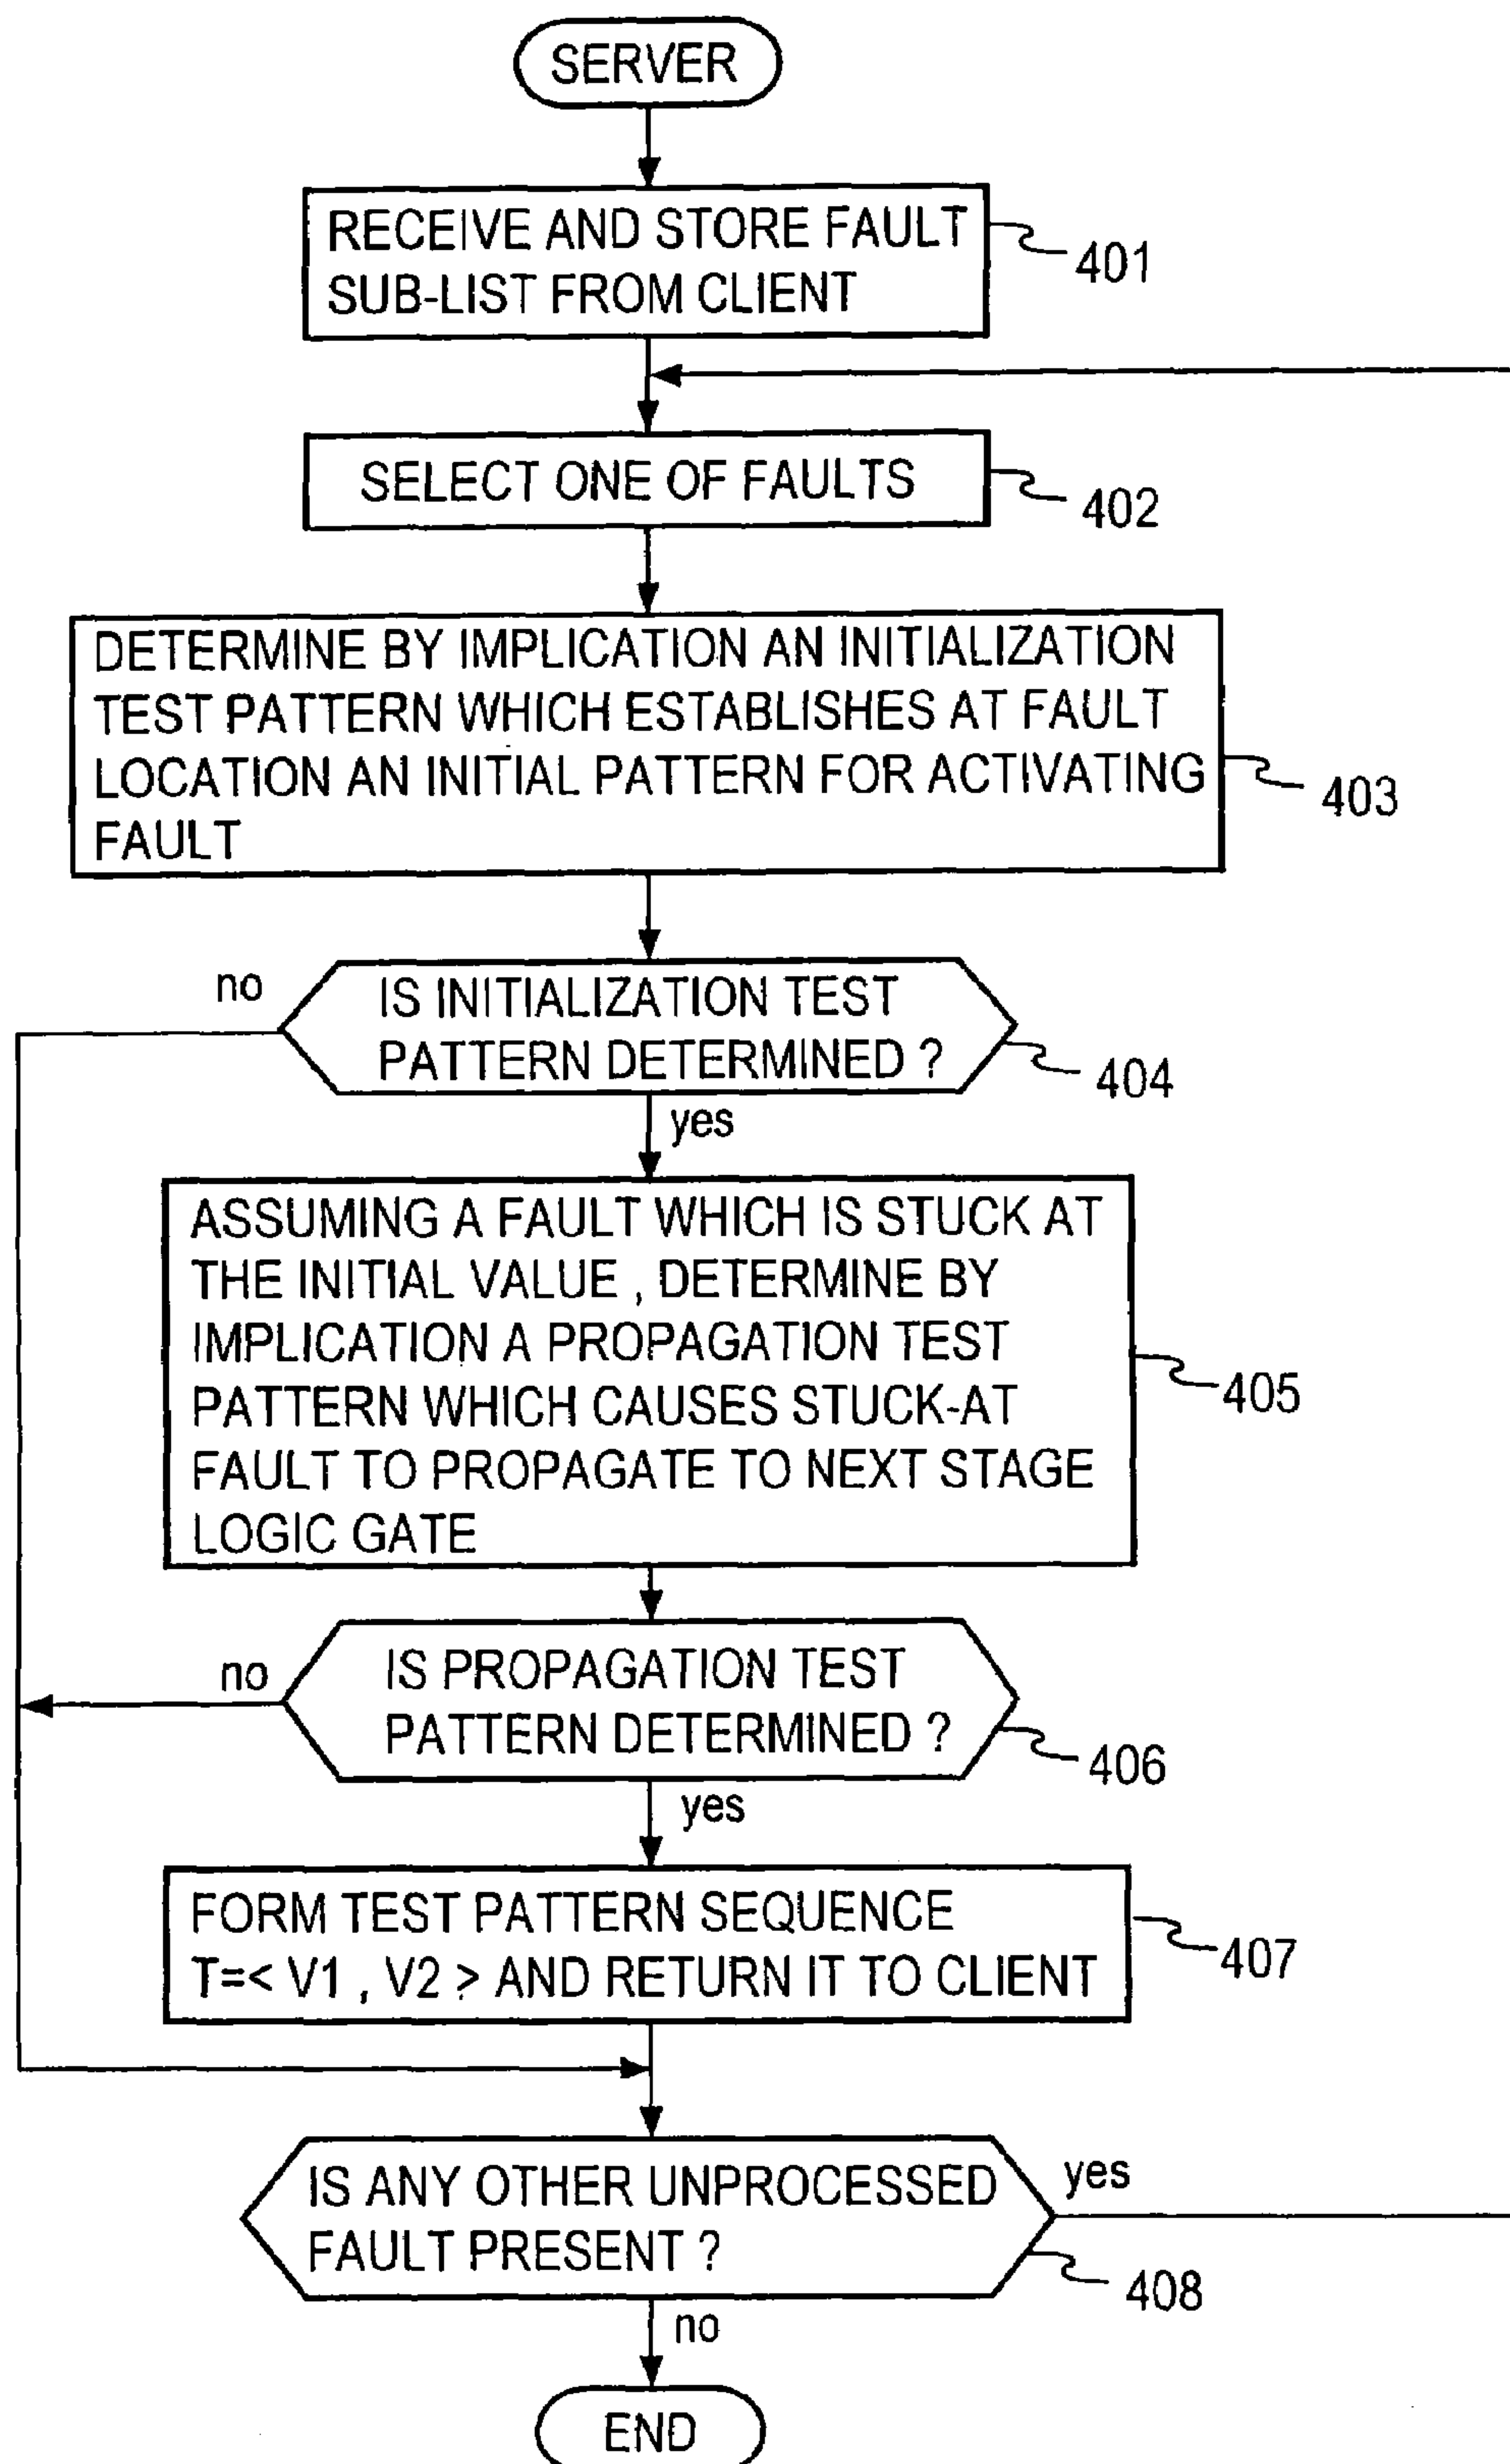 SERVER
RECEIVE AND STORE FAULT
SUB-LIST FROM CLIENT
401
SELECT ONE OF FAULTS
402
DETERMINE BY IMPLICATION AN INITIALIZATION
TEST PATTERN WHICH ESTABLISHES AT FAULT
LOCATION AN INITIAL PATTERN FOR ACTIVATING
FAULT
403
no
IS INITIALIZATION TEST
PATTERN DETERMINED ?
404
yes
ASSUMING A FAULT WHICH IS STUCK AT
THE INITIAL VALUE , DETERMINE BY
IMPLICATION A PROPAGATION TEST
PATTERN WHICH CAUSES STUCK-AT
FAULT TO PROPAGATE TO NEXT STAGE
LOGIC GATE
405
no
IS PROPAGATION TEST
PATTERN DETERMINED ?
406
yes
FORM TEST PATTERN SEQUENCE
T=< V1 , V2 > AND RETURN IT TO CLIENT
407
IS ANY OTHER UNPROCESSED
FAULT PRESENT ?
yes
408
no
END